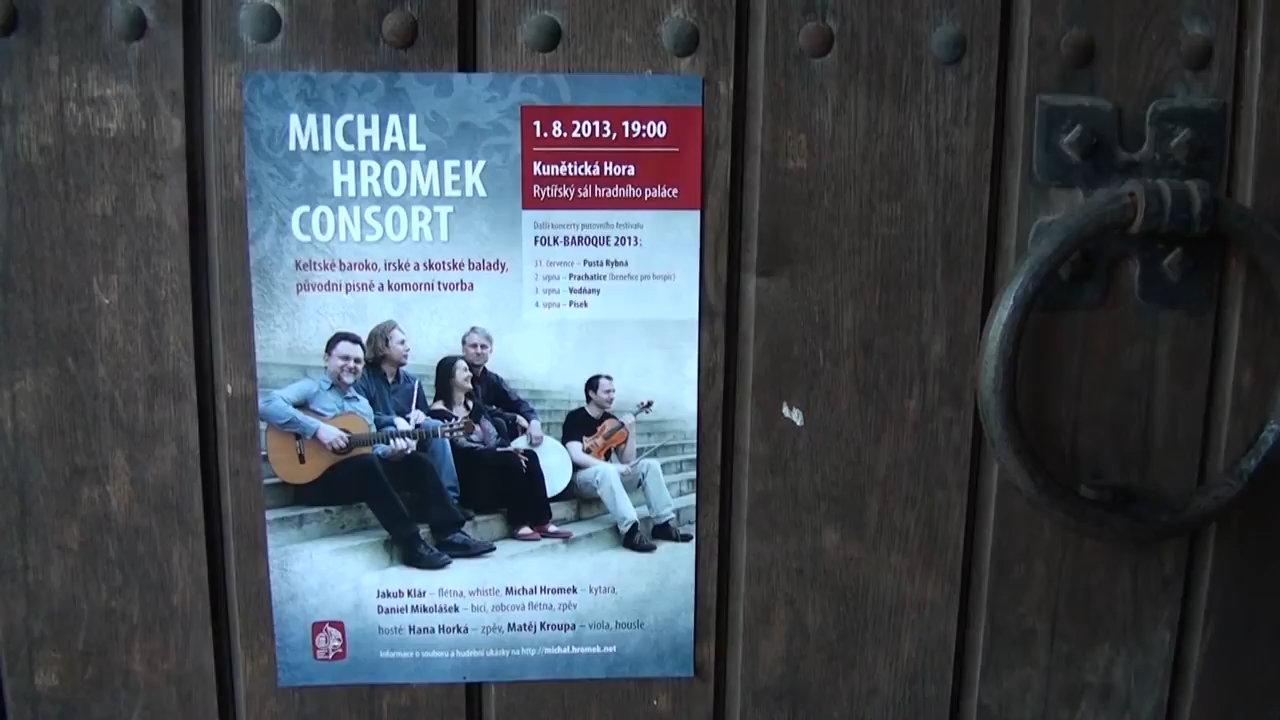 MICHAL
HROMEK
CONSORT
Keltské baroko, irské a skotské balady,
původní písně a komorní tvorba
1. 8. 2013, 19:00
Kunětická Hora
Rytířský sál hradního paláce
Další koncerty putovního festivalu
FOLK-BAROQUE 2013:
31. července – Pustá Rybná
2. srpna – Prachatice (benefice pro hospic)
3. srpna – Vodňany
4. srpna – Písek
Jakub Klár – flétna, whistle, Michal Hromek – kytara,
Daniel Mikolášek – bicí, zobcová flétna, zpěv
hosté: Hana Horká – zpěv, Matěj Kroupa – viola, housle
Informace o souboru a hudební ukázky na http://michal.hromek.net